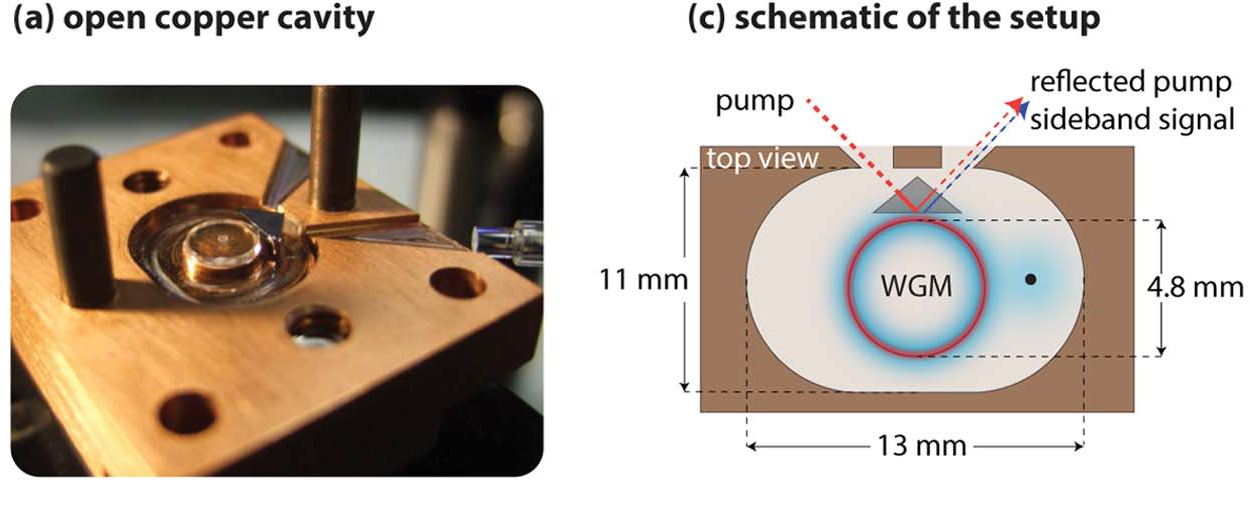 (a) open copper cavity
(c) schematic of the setup
pump
reflected pump
sideband signal
top view
11 mm
WGM
4.8 mm
13 mm